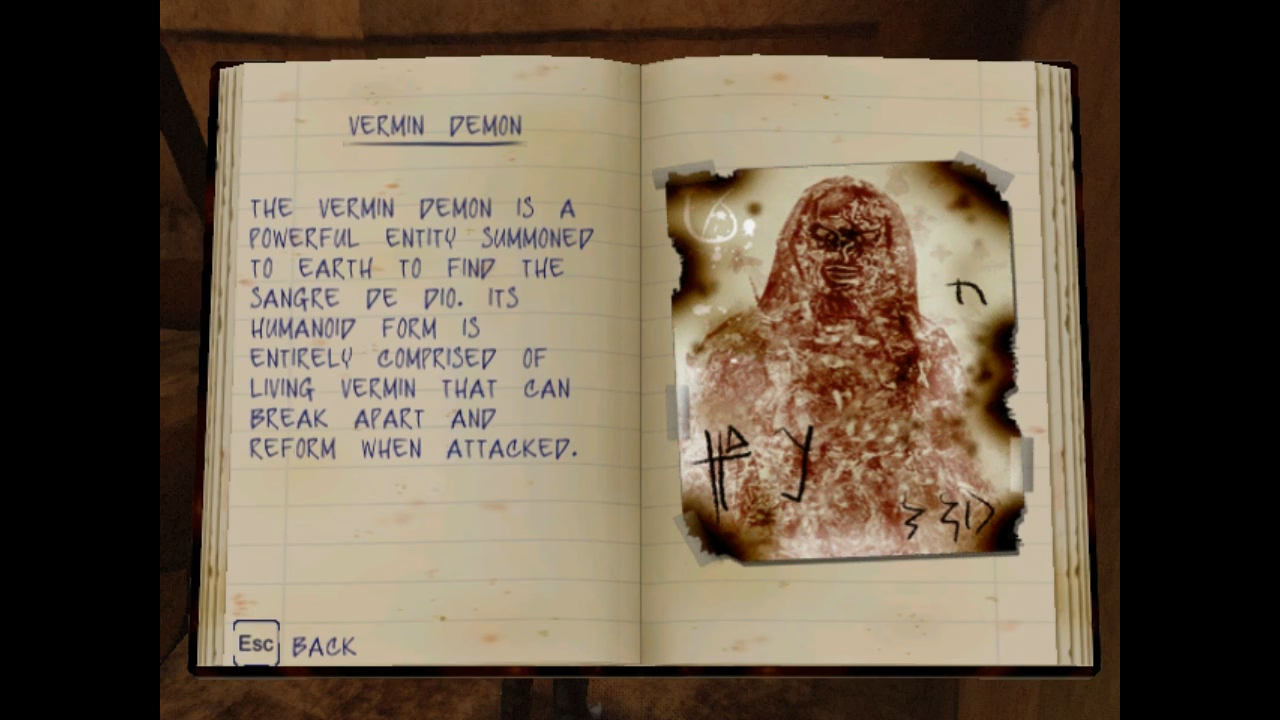 VERMIN DEMON
THE VERMIN DEMON IS A
POWERFUL ENTITY SUMMONED
TO EARTH TO FIND THE
SANGRE DE DIO. ITS
HUMANOID FORM IS
ENTIRELY COMPRISED OF
LIVING VERMIN THAT CAN
BREAK APART AND
REFORM WHEN ATTACKED.
Esc BACK